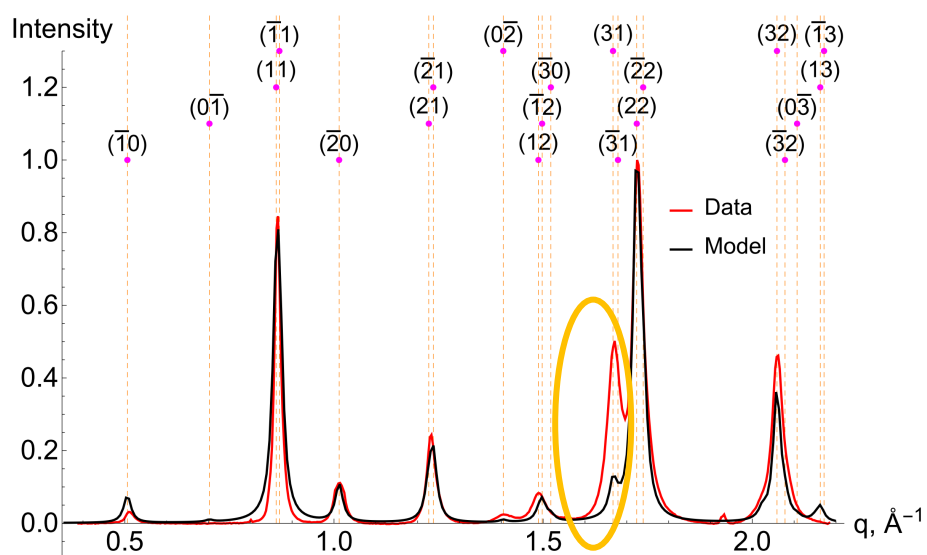 Intensity
(1̅1) (02̅) (31) (32) (1̅3)
1.2 (11) (2̅1) (3̅0) (2̅2) (13)
(01̅) (21) (1̅2) (22) (03̅)
(1̅0) (2̅0) (12) (3̅1) (3̅2)
1.0
Data
0.8
Model
0.6
0.4
0.2
0.0
0.5 1.0 1.5 2.0 q, Å⁻¹